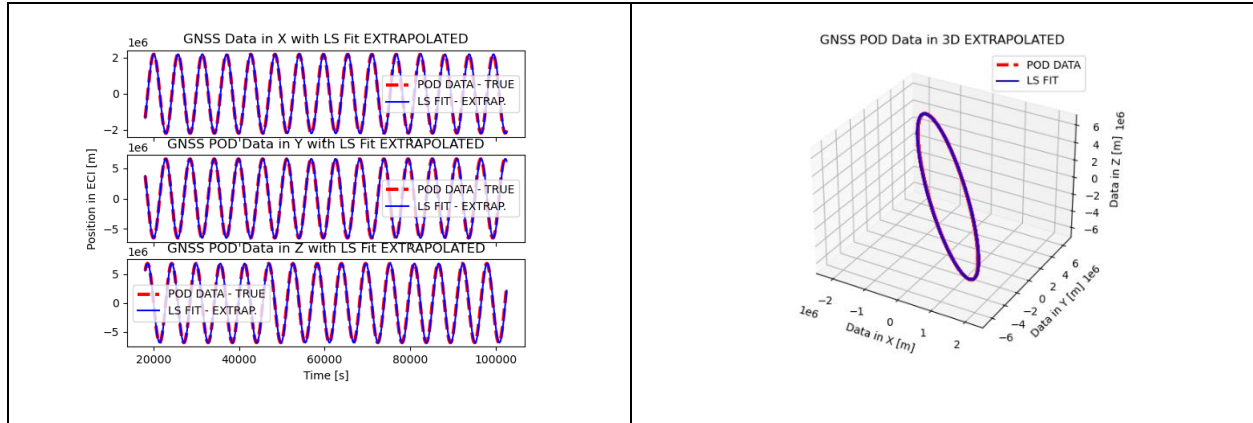 GNSS Data in X with LS Fit EXTRAPOLATED
1e6
2
0
−2
POD DATA - TRUE
LS FIT - EXTRAP.
GNSS POD Data in Y with LS Fit EXTRAPOLATED
1e6
5
0
−5
POD DATA - TRUE
LS FIT - EXTRAP.
Position in ECI [m]
GNSS POD Data in Z with LS Fit EXTRAPOLATED
1e6
5
0
−5
POD DATA - TRUE
LS FIT - EXTRAP.
20000 40000 60000 80000 100000
Time [s]
GNSS POD Data in 3D EXTRAPOLATED
POD DATA
LS FIT
1e6
6
4
2
0
−2
−4
−6
Data in Z [m]
−2 −1 0 1 2
1e6
Data in X [m]
−6 −4 −2 0 2 4 6
1e6
Data in Y [m]